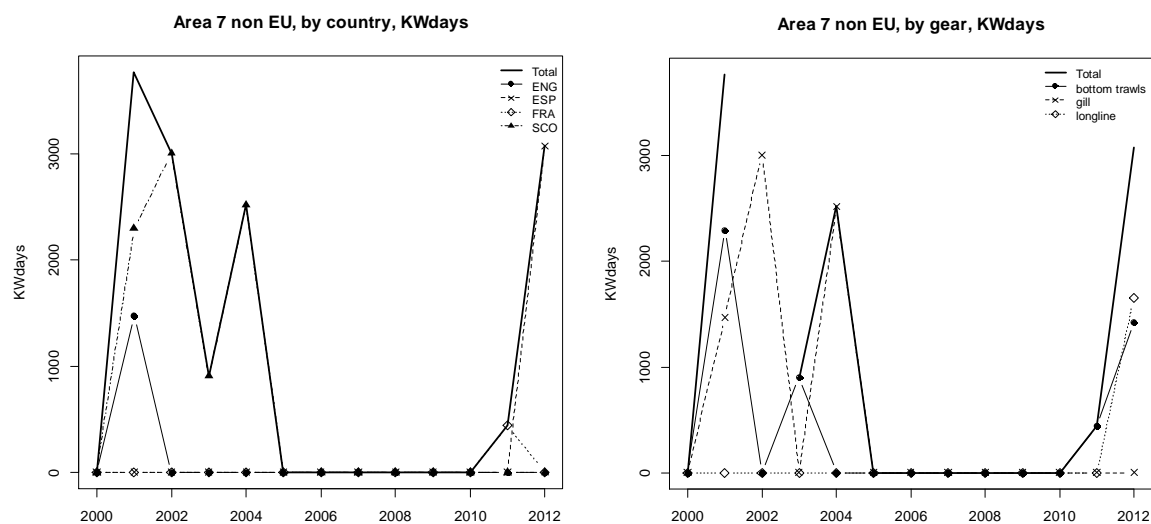 Area 7 non EU, by country, KWdays
KWdays
3000
2000
1000
0
Total
ENG
ESP
FRA
SCO
2000 2002 2004 2006 2008 2010 2012
Area 7 non EU, by gear, KWdays
KWdays
3000
2000
1000
0
Total
bottom trawls
gill
longline
2000 2002 2004 2006 2008 2010 2012